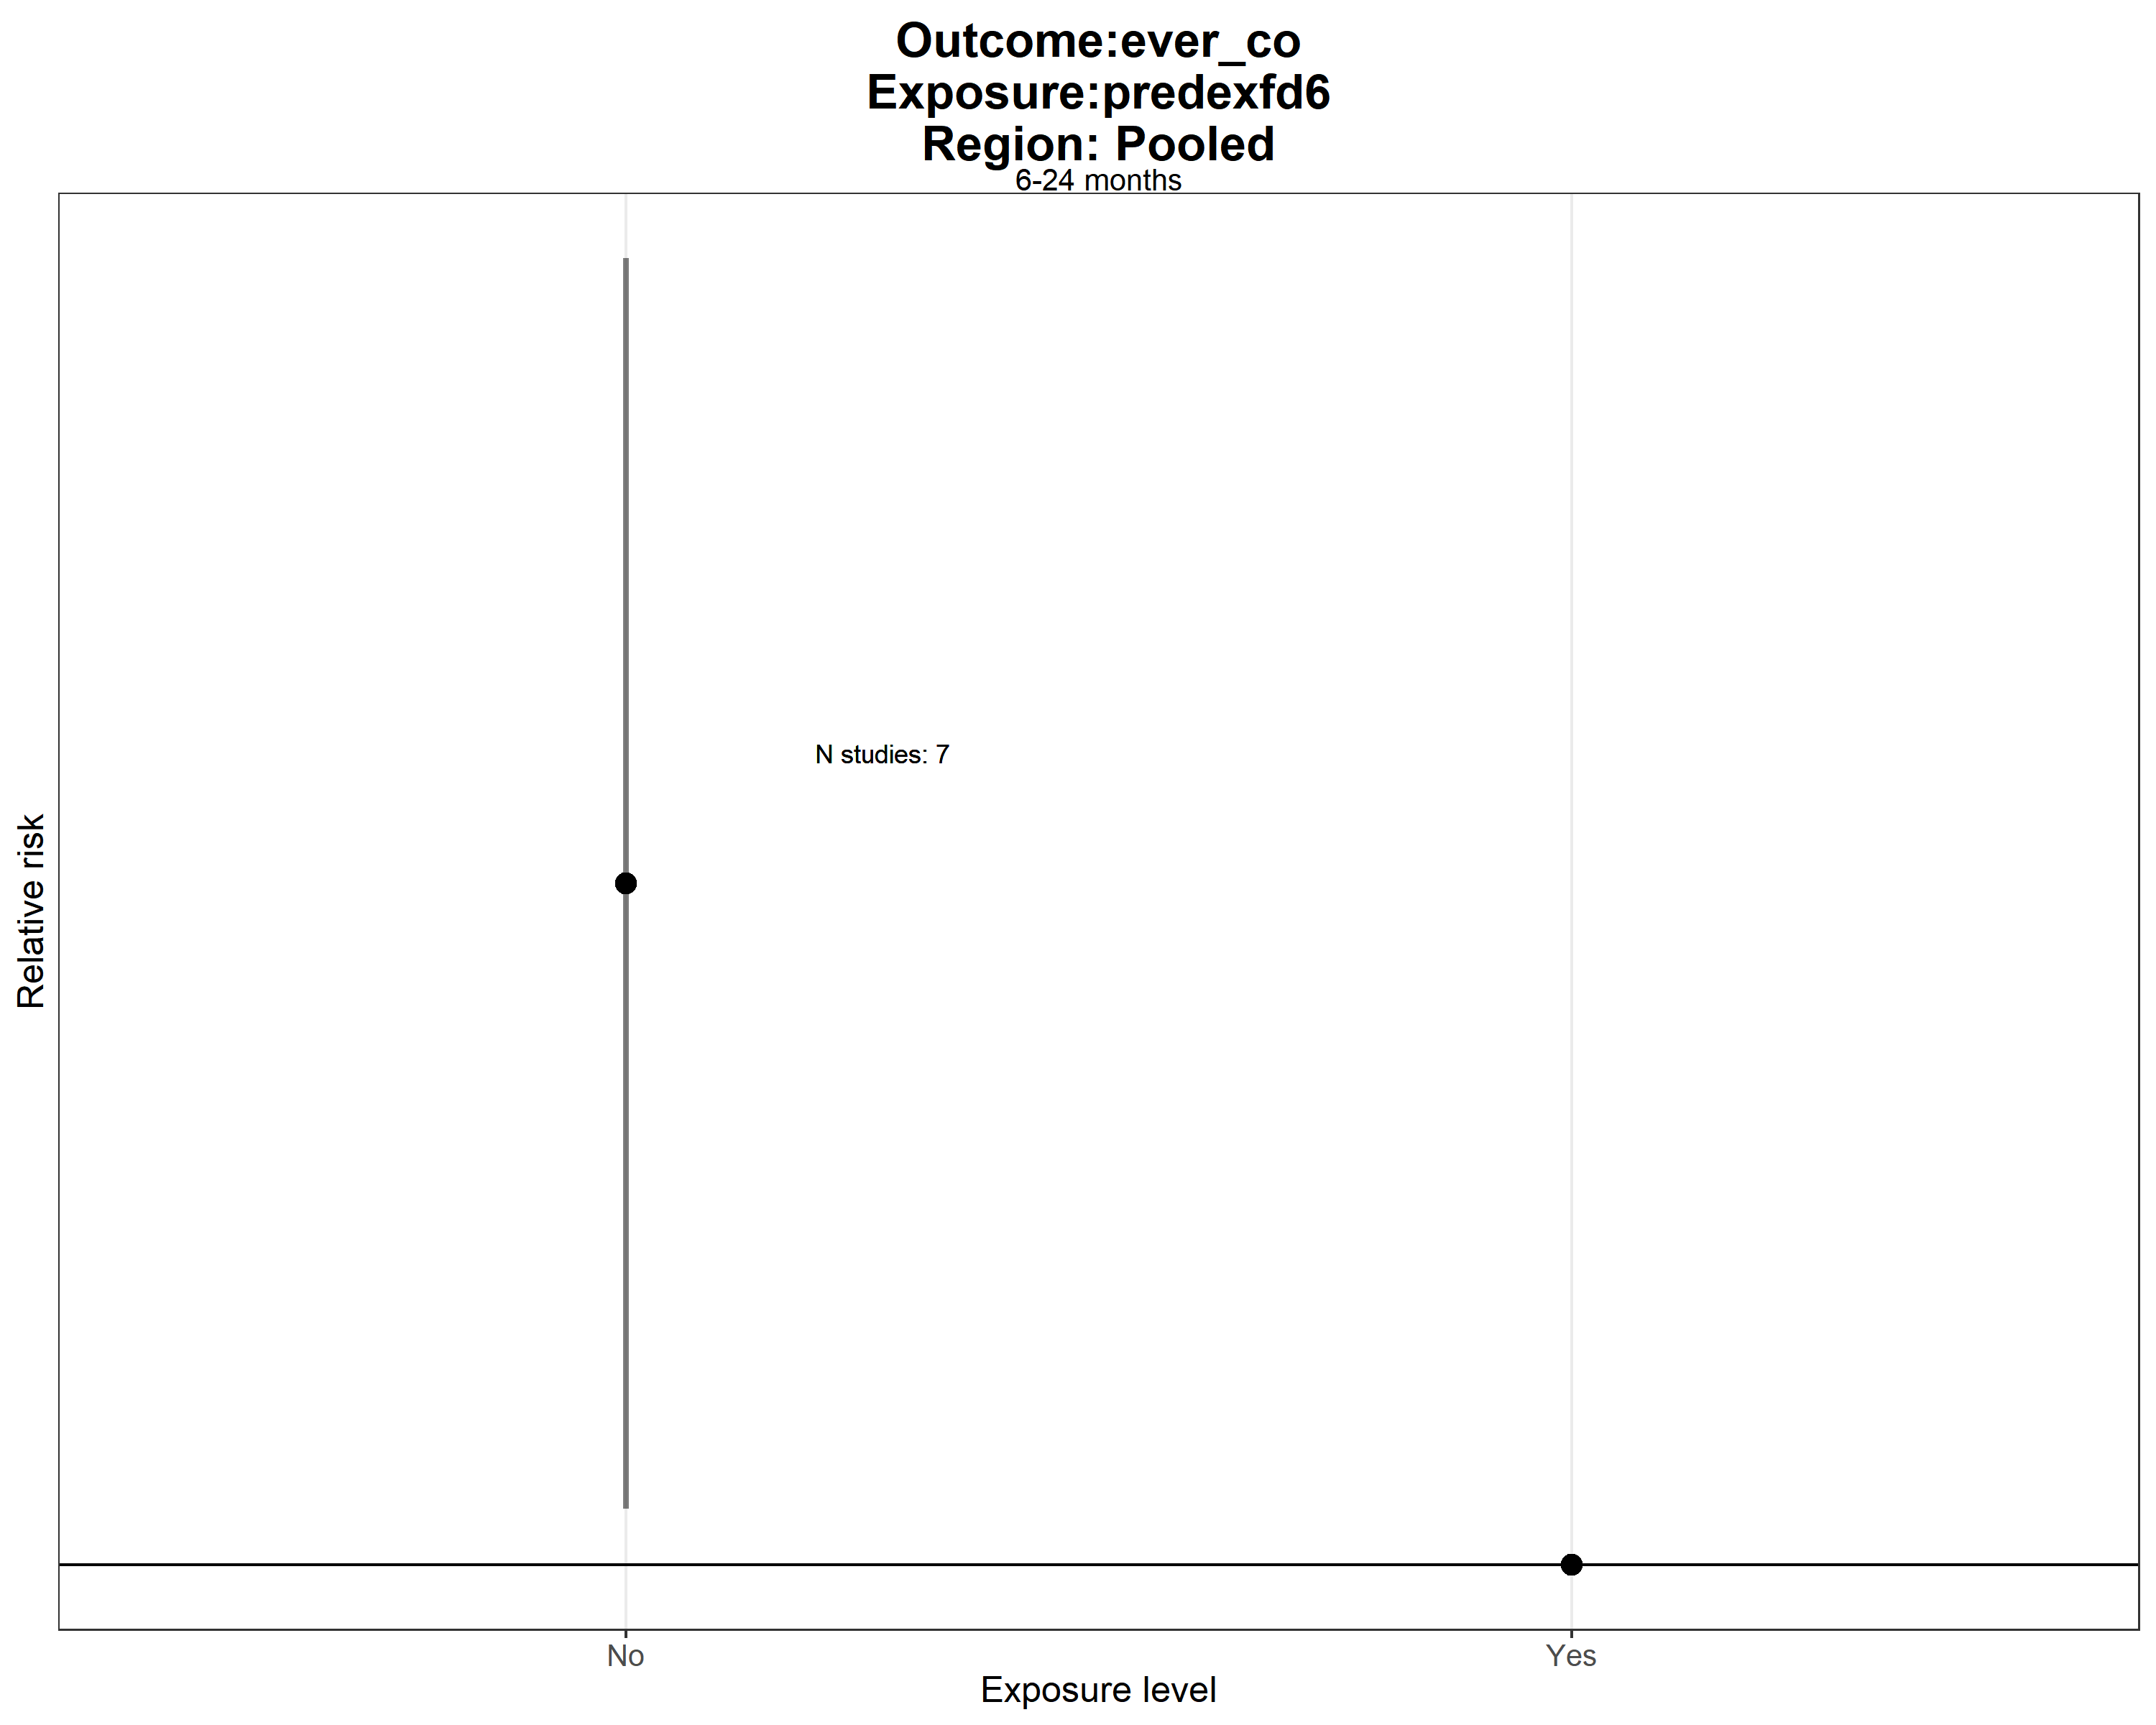 Outcome:ever_co
Exposure:predexfd6
Region: Pooled
6-24 months
N studies: 7
Relative risk
No
Yes
Exposure level